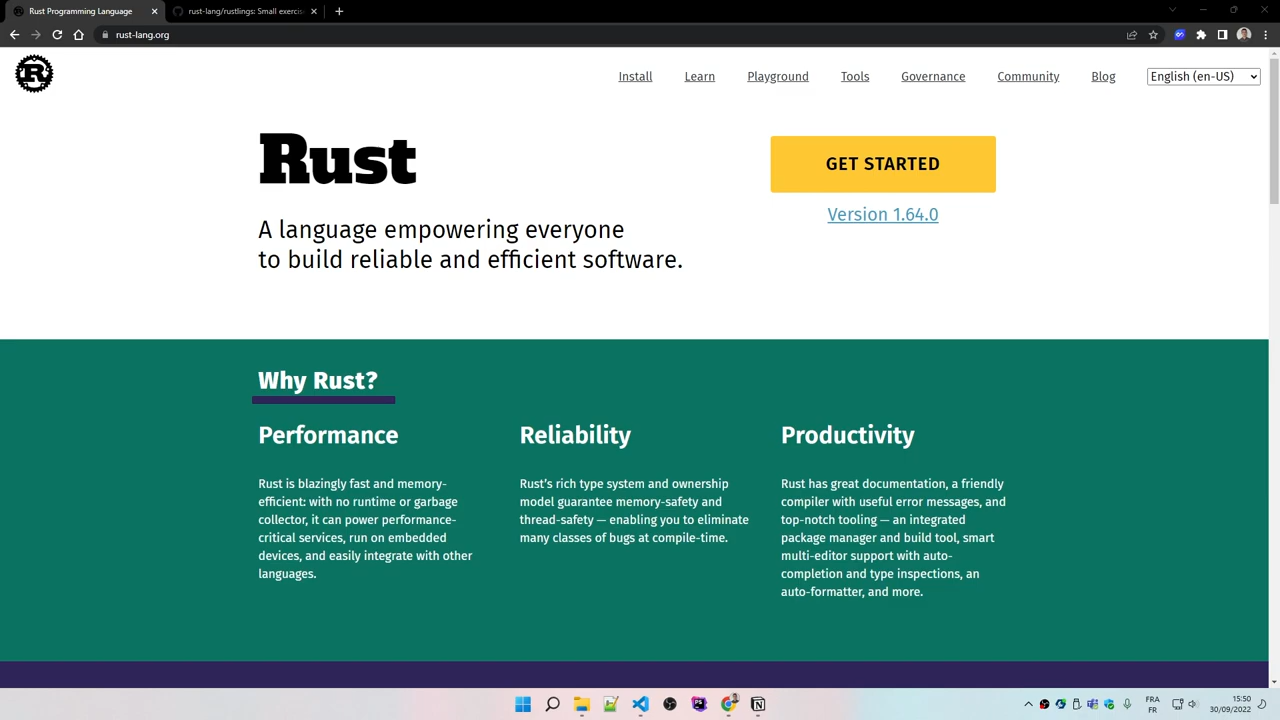 Rust Programming Language
rust-lang/rustlings: Small exercis
rust-lang.org
R
Install
Learn
Playground
Tools
Governance
Community
Blog
English (en-US)
Rust
GET STARTED
Version 1.64.0
A language empowering everyone
to build reliable and efficient software.
Why Rust?
Performance
Rust is blazingly fast and memory-
efficient: with no runtime or garbage
collector, it can power performance-
critical services, run on embedded
devices, and easily integrate with other
languages.
Reliability
Rust’s rich type system and ownership
model guarantee memory-safety and
thread-safety — enabling you to eliminate
many classes of bugs at compile-time.
Productivity
Rust has great documentation, a friendly
compiler with useful error messages, and
top-notch tooling — an integrated
package manager and build tool, smart
multi-editor support with auto-
completion and type inspections, an
auto-formatter, and more.
FRA
FR
15:50
30/09/2022